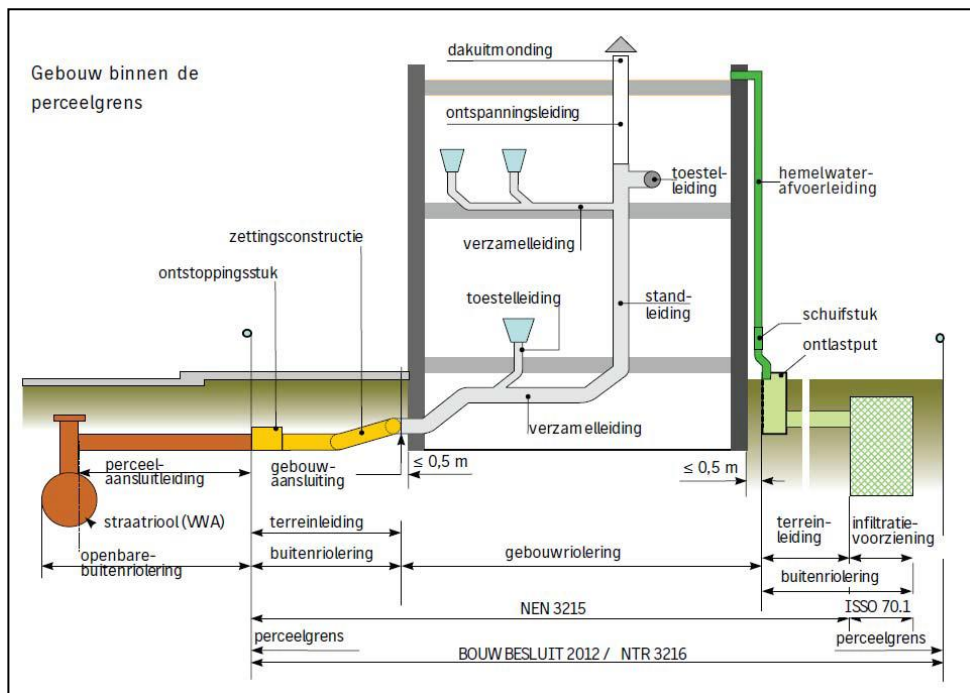 Gebouw binnen de
perceelgrens
dakuitmonding
ontspanningsleiding
toestel-
leiding
hemelwater-
afvoerleiding
verzamelleiding
zettingsconstructie
ontstoppingsstuk
toestelleiding
stand-
leiding
schuifstuk
ontlastput
verzamelleiding
perceel-
aansluitleiding
gebouw-
aansluiting
≤ 0,5 m
≤ 0,5 m
straatriool (VWA)
terreinleiding
terrein-
leiding
infiltratie-
voorziening
openbare-
buitenriolering
buitenriolering
gebouwriolering
buitenriolering
NEN 3215
ISSO 70.1
perceelgrens
perceelgrens
BOUW BESLUIT 2012 / NTR 3216